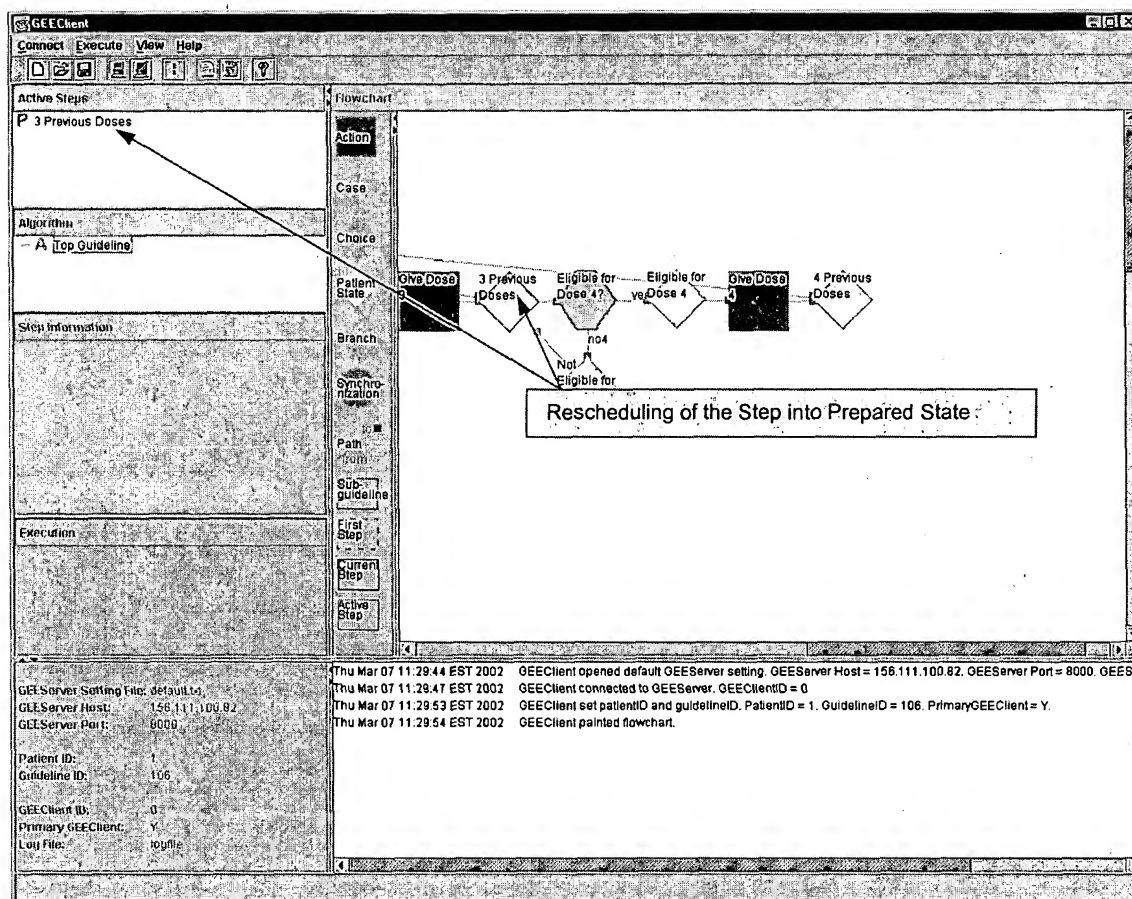 GEEClient
Connect Execute View Help
Active Steps
P 3 Previous Doses
Algorithm
A Top Guideline
Step Information
Execution
Flowchart
Action
Case
Choice
Patient
State
Branch
Synchro-
nization
to
Path
from
Sub-
guideline
First
Step
Current
Step
Active
Step
Give Dose
3
3 Previous
Doses
Eligible for
Dose 4?
yes
Eligible for
Dose 4
Give Dose
4
4 Previous
Doses
no4
Not
Eligible for
Rescheduling of the Step into Prepared State
GEEServer Setting File: default.txt
GEEServer Host: 156.111.100.82
GEEServer Port: 8000
Patient ID: 1
Guideline ID: 106
GEEClient ID: 0
Primary GEEClient: Y
Log File: logfile
Thu Mar 07 11:29:44 EST 2002 GEEClient opened default GEEServer setting. GEEServer Host = 156.111.100.82. GEEServer Port = 8000. GEES
Thu Mar 07 11:29:47 EST 2002 GEEClient connected to GEEServer. GEEClientID = 0
Thu Mar 07 11:29:53 EST 2002 GEEClient set patientID and guidelineID. PatientID = 1. GuidelineID = 106. PrimaryGEEClient = Y.
Thu Mar 07 11:29:54 EST 2002 GEEClient painted flowchart.